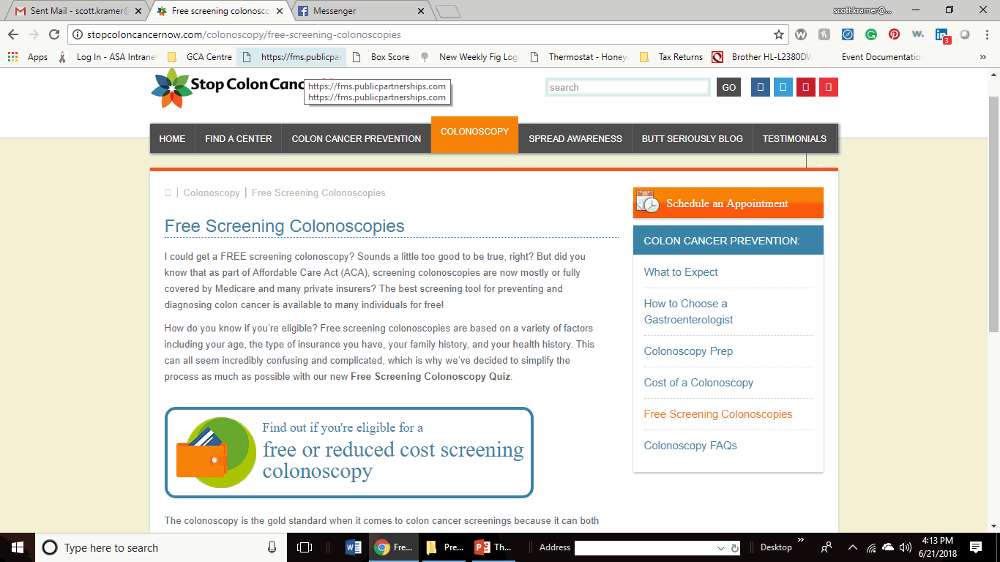 Sent Mail - scott.kramer@
Free screening colonosco
Messenger
scott.kramer@...
stopcoloncancernow.com/colonoscopy/free-screening-colonoscopies
3
Apps
Log In - ASA Intrane
GCA Centre
https://fms.publicpar
Box Score
New Weekly Fig Log
Thermostat - Honey
Tax Returns
Brother HL-L2380DW
Event Documentatio
»
Stop Colon Canc
https://fms.publicpartnerships.com
https://fms.publicpartnerships.com
search
GO
HOME
FIND A CENTER
COLON CANCER PREVENTION
COLONOSCOPY
SPREAD AWARENESS
BUTT SERIOUSLY BLOG
TESTIMONIALS
| Colonoscopy | Free Screening Colonoscopies
Free Screening Colonoscopies
I could get a FREE screening colonoscopy? Sounds a little too good to be true, right? But did you
know that as part of Affordable Care Act (ACA), screening colonoscopies are now mostly or fully
covered by Medicare and many private insurers? The best screening tool for preventing and
diagnosing colon cancer is available to many individuals for free!
How do you know if you're eligible? Free screening colonoscopies are based on a variety of factors
including your age, the type of insurance you have, your family history, and your health history. This
can all seem incredibly confusing and complicated, which is why we've decided to simplify the
process as much as possible with our new Free Screening Colonoscopy Quiz.
Find out if you're eligible for a
free or reduced cost screening
colonoscopy
The colonoscopy is the gold standard when it comes to colon cancer screenings because it can both
Schedule an Appointment
COLON CANCER PREVENTION:
What to Expect
How to Choose a
Gastroenterologist
Colonoscopy Prep
Cost of a Colonoscopy
Free Screening Colonoscopies
Colonoscopy FAQs
Type here to search
Fre...
Pre...
Th...
Address
Desktop
»
4:13 PM
6/21/2018